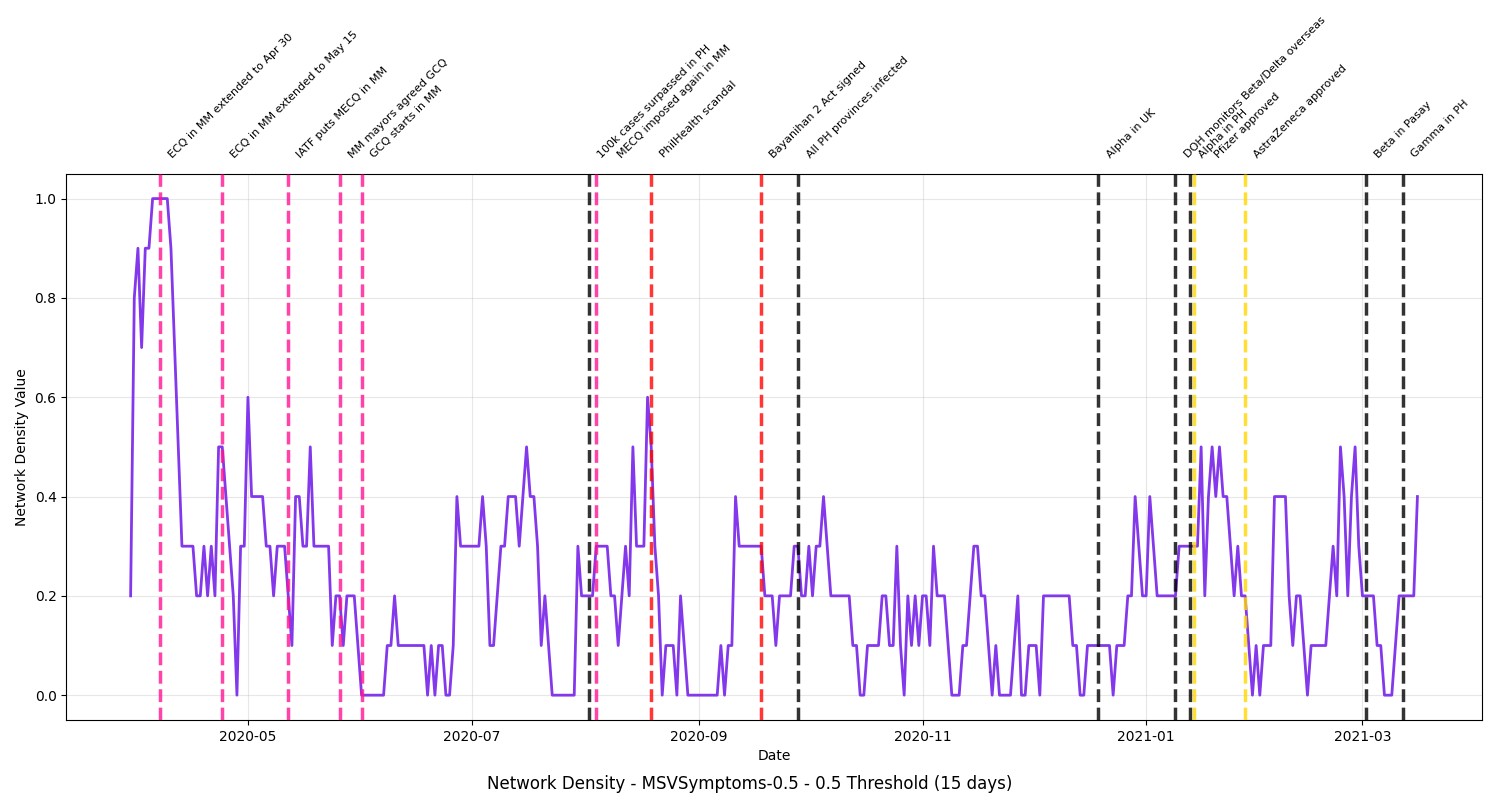 ECQ in MM extended to Apr 30
ECQ in MM extended to May 15
IATF puts MECQ in MM
MM mayors agreed GCQ
GCQ starts in MM
100k cases surpassed in PH
MECQ imposed again in MM
PhilHealth scandal
Bayanihan 2 Act signed
All PH provinces infected
Alpha in UK
DOH monitors Beta/Delta overseas
Alpha in PH
Pfizer approved
AstraZeneca approved
Beta in Pasay
Gamma in PH
Network Density Value
1.0
0.8
0.6
0.4
0.2
0.0
2020-05
2020-07
2020-09
2020-11
2021-01
2021-03
Date
Network Density - MSVSymptoms-0.5 - 0.5 Threshold (15 days)